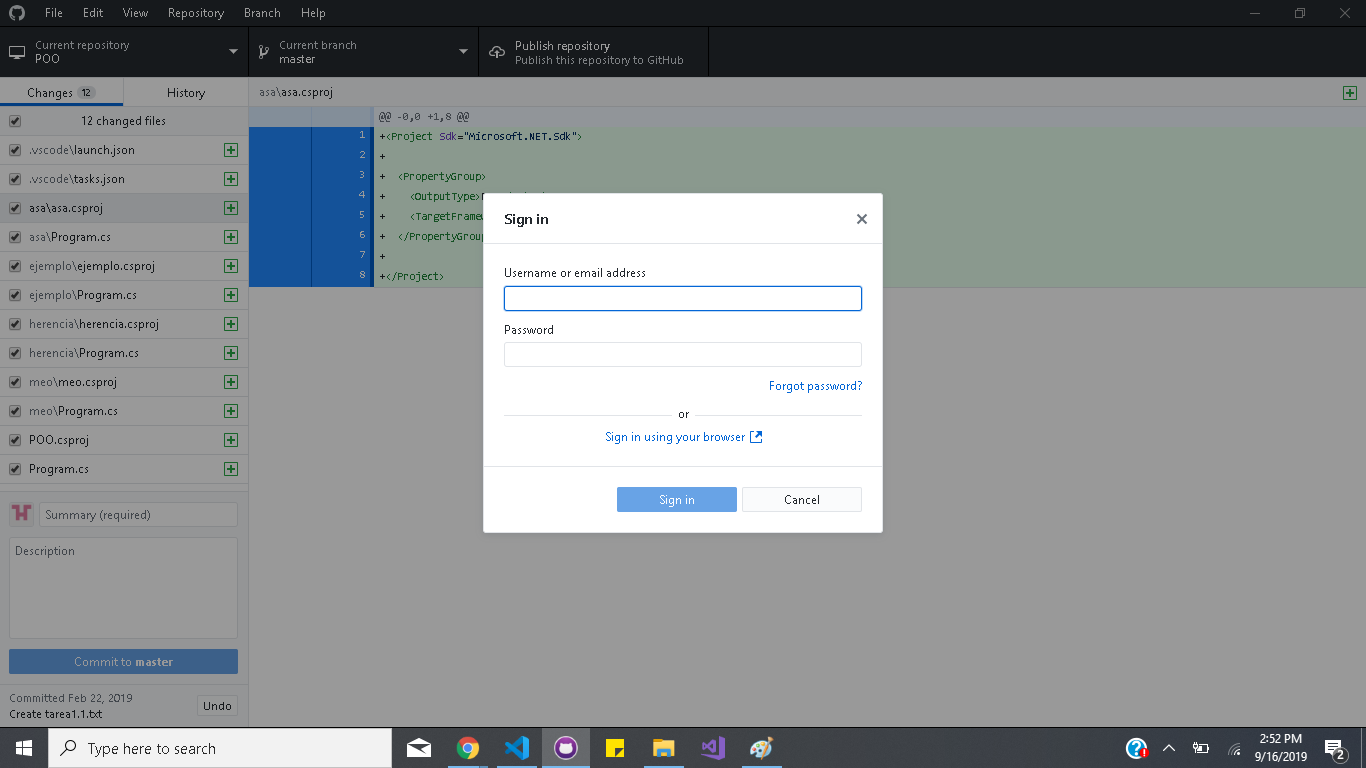 File Edit View Repository Branch Help
Current repository
POO
Current branch
master
Publish repository
Publish this repository to GitHub
Changes 12
History
asa\asa.csproj
12 changed files
.vscode\launch.json
.vscode\tasks.json
asa\asa.csproj
asa\Program.cs
ejemplo\ejemplo.csproj
ejemplo\Program.cs
herencia\herencia.csproj
herencia\Program.cs
meo\meo.csproj
meo\Program.cs
POO.csproj
Program.cs
@@ -0,0 +1,8 @@
1 +<Project Sdk="Microsoft.NET.Sdk">
2 +
3 + <PropertyGroup>
4 + <OutputType>
5 + <TargetFrame
6 + </PropertyGroup
7 +
8 +</Project>
Sign in
Username or email address
Password
Forgot password?
or
Sign in using your browser
Sign in
Cancel
Summary (required)
Description
Commit to master
Committed Feb 22, 2019
Create tarea1.1.txt
Undo
Type here to search
2:52 PM
9/16/2019
2